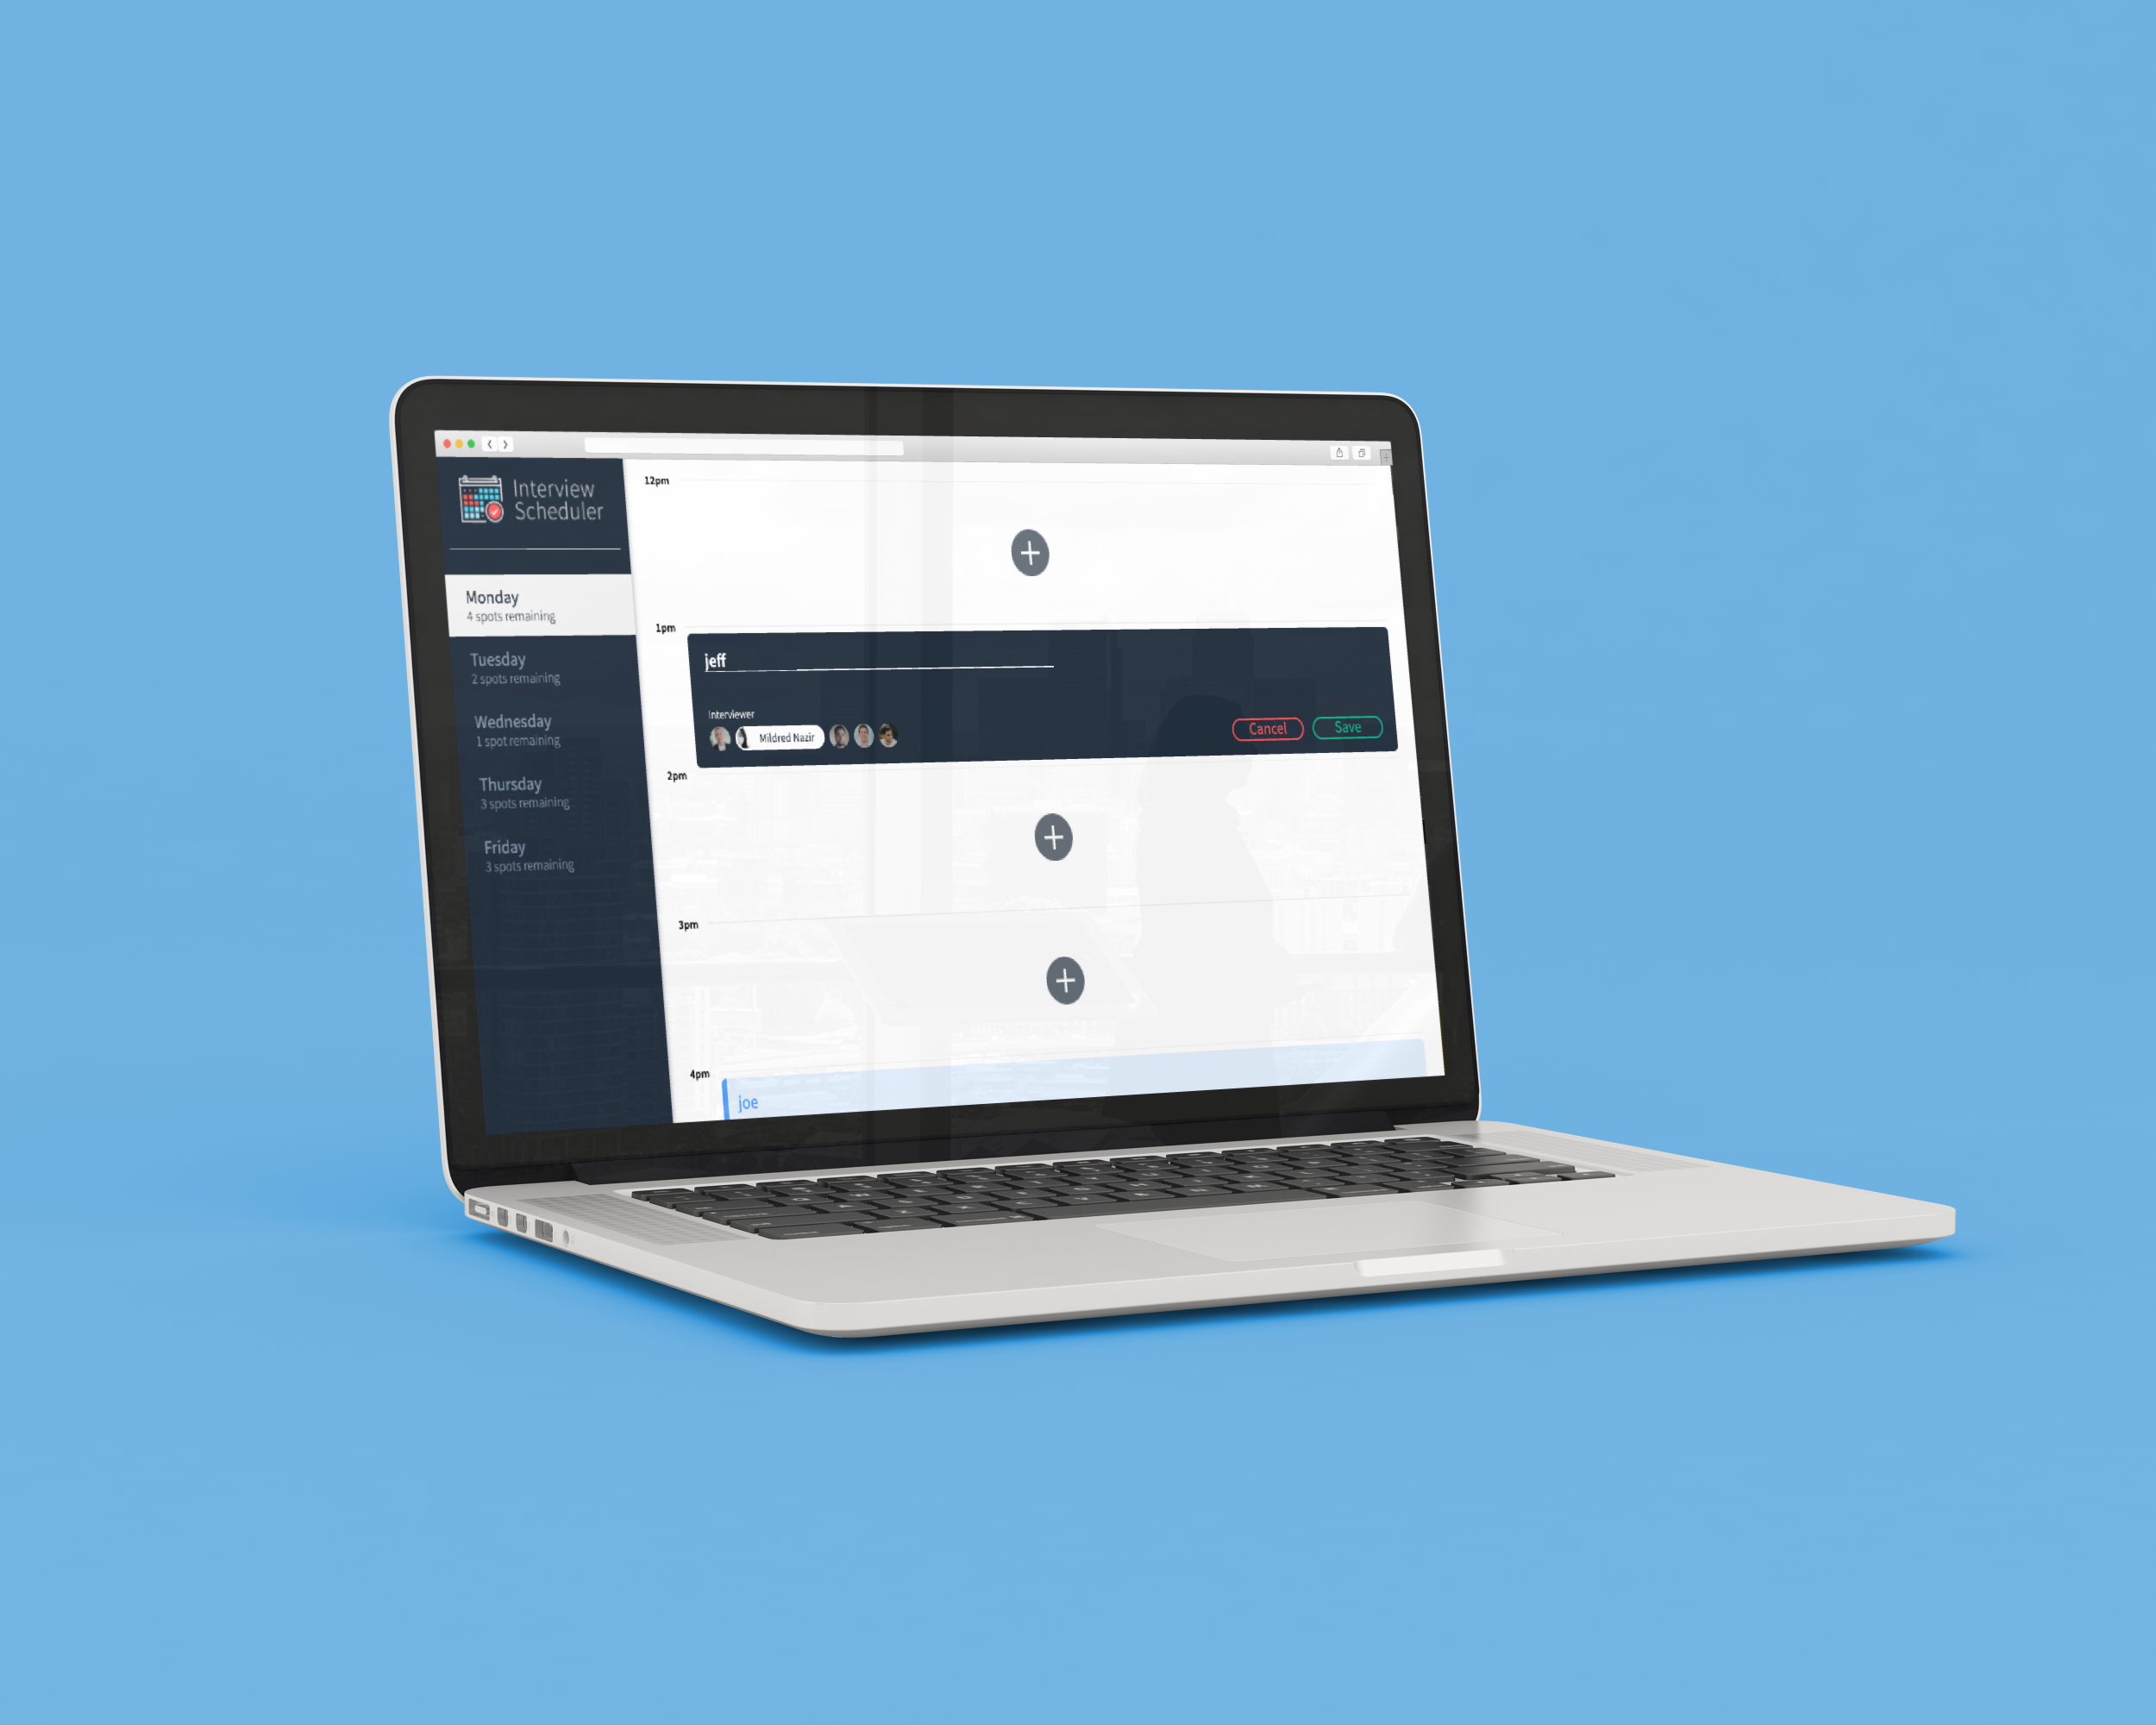 Interview
Scheduler
Monday
4 spots remaining
Tuesday
2 spots remaining
Wednesday
1 spot remaining
Thursday
3 spots remaining
Friday
3 spots remaining
12pm
1pm
jeff
Interviewer
Mildred Nazir
Cancel
Save
2pm
3pm
4pm
joe